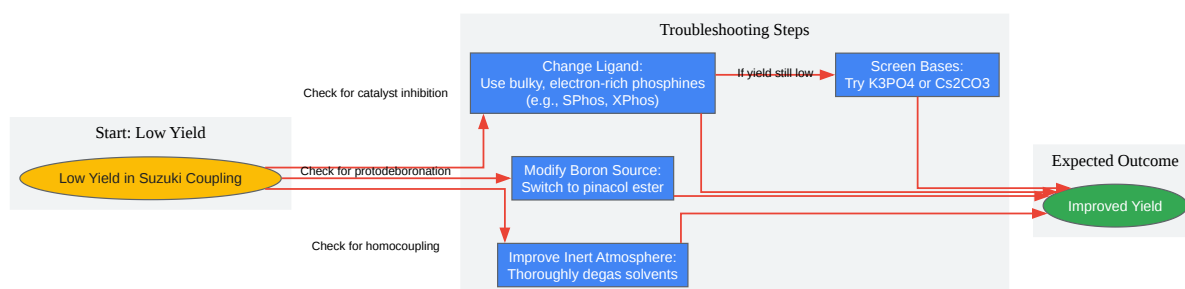 Troubleshooting Steps
Change Ligand:
Use bulky, electron-rich phosphines
(e.g., SPhos, XPhos)
If yield still low
Screen Bases:
Try K3PO4 or Cs2CO3
Check for catalyst inhibition
Start: Low Yield
Low Yield in Suzuki Coupling
Check for protodeboronation
Modify Boron Source:
Switch to pinacol ester
Expected Outcome
Improved Yield
Check for homocoupling
Improve Inert Atmosphere:
Thoroughly degas solvents